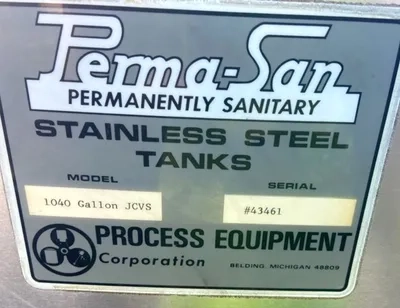 Perma-San
PERMANENTLY SANITARY
STAINLESS STEEL
TANKS
MODEL SERIAL
1040 Gallon JCVS #43461
PROCESS EQUIPMENT
Corporation BELDING, MICHIGAN 48809